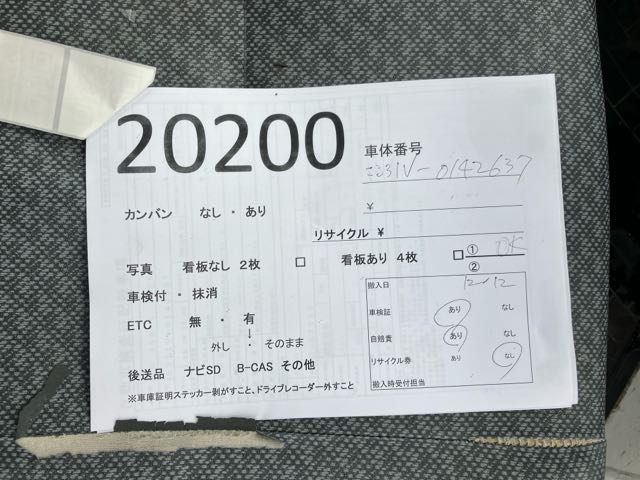 20200
車体番号
S331V-0142637
カンバン なし ・ あり
¥
リサイクル ¥
写真 看板なし 2枚 □ 看板あり 4枚 □ ① OK
②
車検付 ・ 抹消
ETC 無 ・ 有
↓
外し ・ そのまま
後送品 ナビSD B-CAS その他
※車庫証明ステッカー剥がすこと、ドライブレコーダー外すこと
搬入日 12/12
車検証 あり なし
自賠責 あり なし
リサイクル券 あり なし
搬入時受付担当